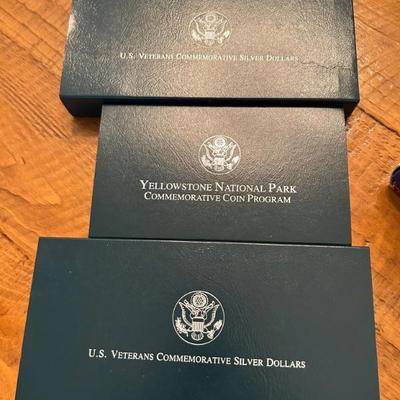 U.S. Veterans Commemorative Silver Dollars
Yellowstone National Park
Commemorative Coin Program
U.S. Veterans Commemorative Silver Dollars